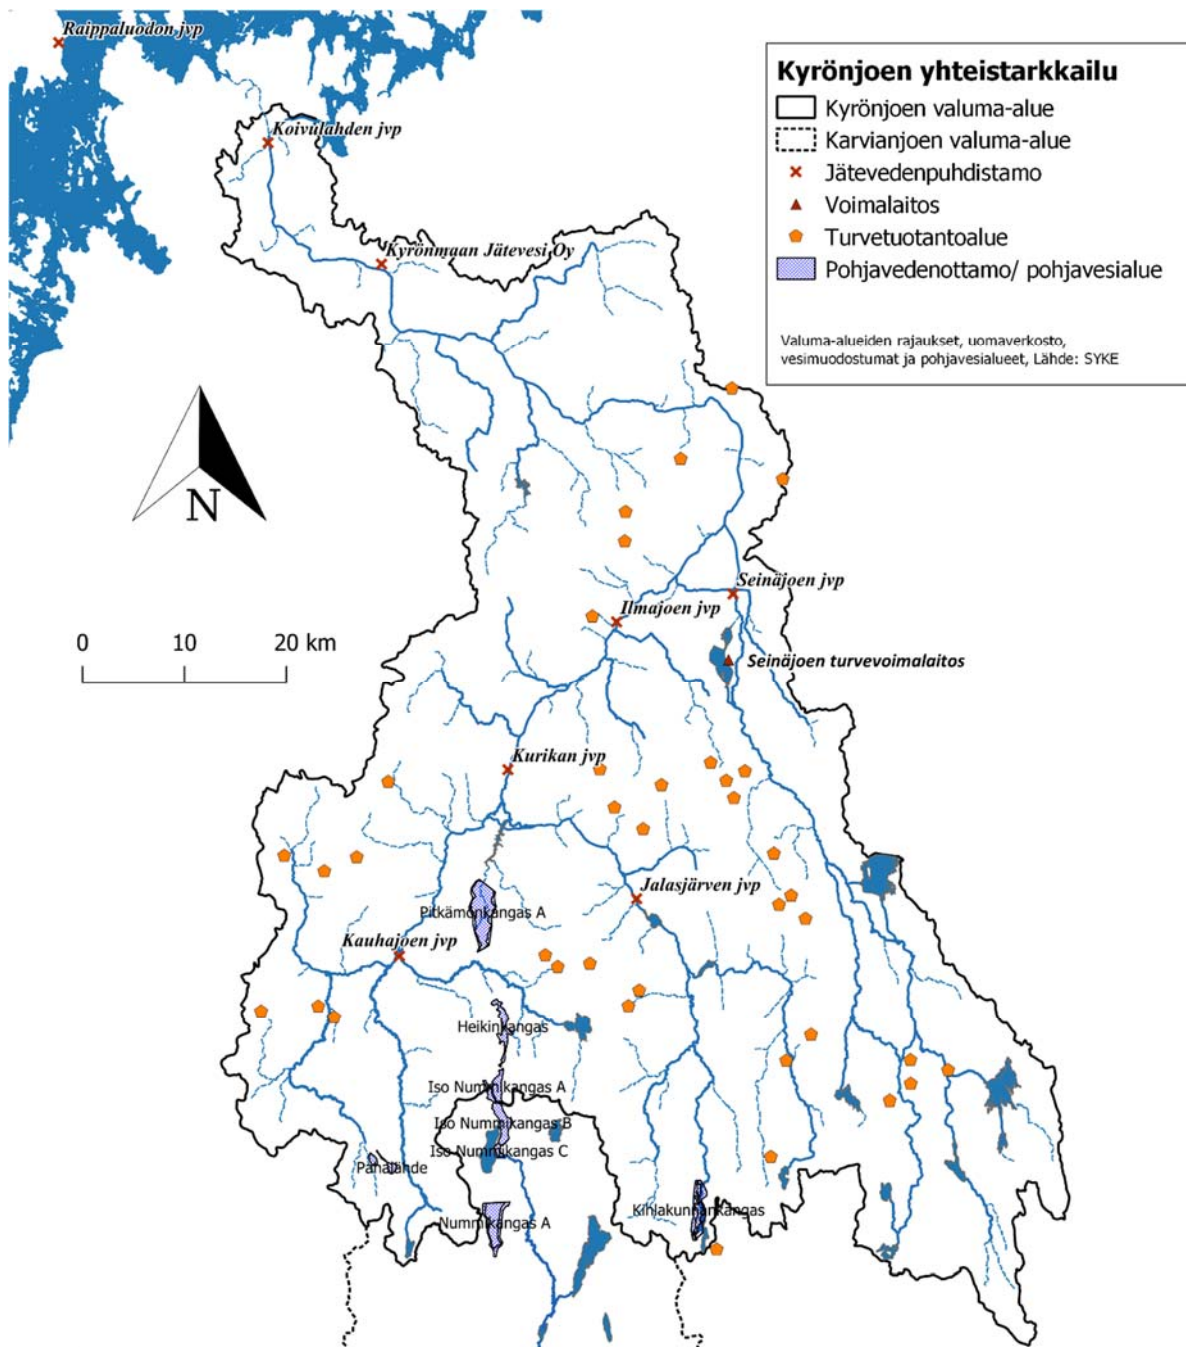 Raippaluodon jvp
Kyrönjoen yhteistarkkailu
Kyrönjoen valuma-alue
Karvianjoen valuma-alue
Jätevedenpuhdistamo
Voimalaitos
Turvetuotantoalue
Pohjavedenottamo/ pohjavesialue
Valuma-alueiden rajaukset, uomaverkosto,
vesimuodostumat ja pohjavesialueet, Lähde: SYKE
Koivulahden jvp
Kyrönmaan Jätevesi Oy
N
Seinäjoen jvp
Ilmajoen jvp
0 10 20 km
Seinäjoen turvevoimalaitos
Kurikan jvp
Jalasjärven jvp
Pitkämönkangas A
Kauhajoen jvp
Heikinkangas
Iso Nummikangas A
Iso Nummikangas B
Iso Nummikangas C
Pahalähde
Kihlakunnankangas
Nummikangas A